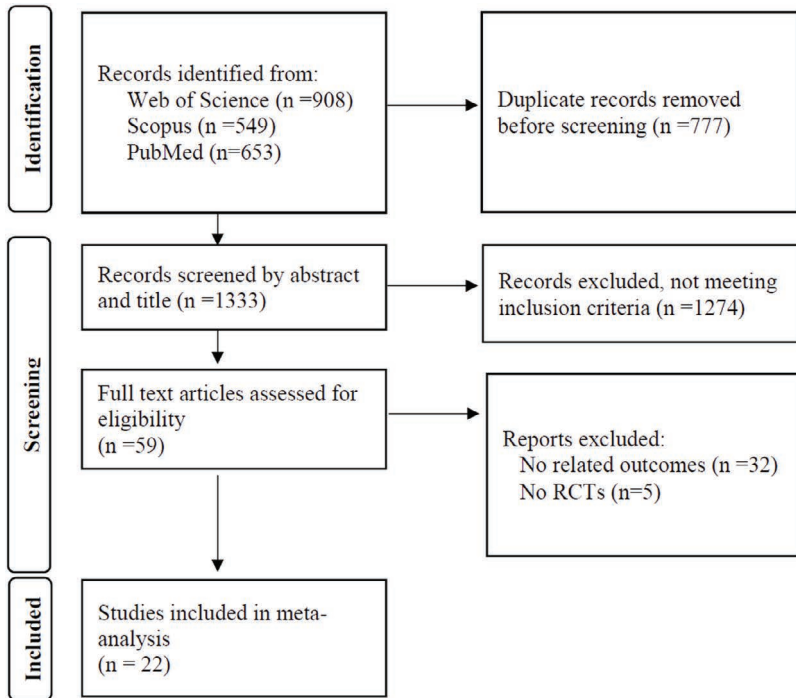 Identification
Records identified from:
Web of Science (n =908)
Scopus (n =549)
PubMed (n=653)
Duplicate records removed
before screening (n =777)
Screening
Records screened by abstract
and title (n =1333)
Records excluded, not meeting
inclusion criteria (n =1274)
Full text articles assessed for
eligibility
(n =59)
Reports excluded:
No related outcomes (n =32)
No RCTs (n=5)
Included
Studies included in meta-
analysis
(n = 22)